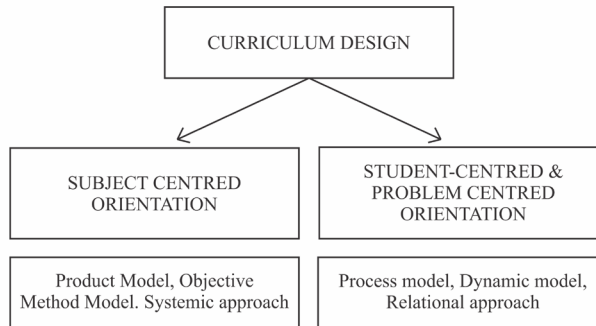 CURRICULUM DESIGN
SUBJECT CENTRED
ORIENTATION
STUDENT-CENTRED &
PROBLEM CENTRED
ORIENTATION
Product Model, Objective
Method Model. Systemic approach
Process model, Dynamic model,
Relational approach